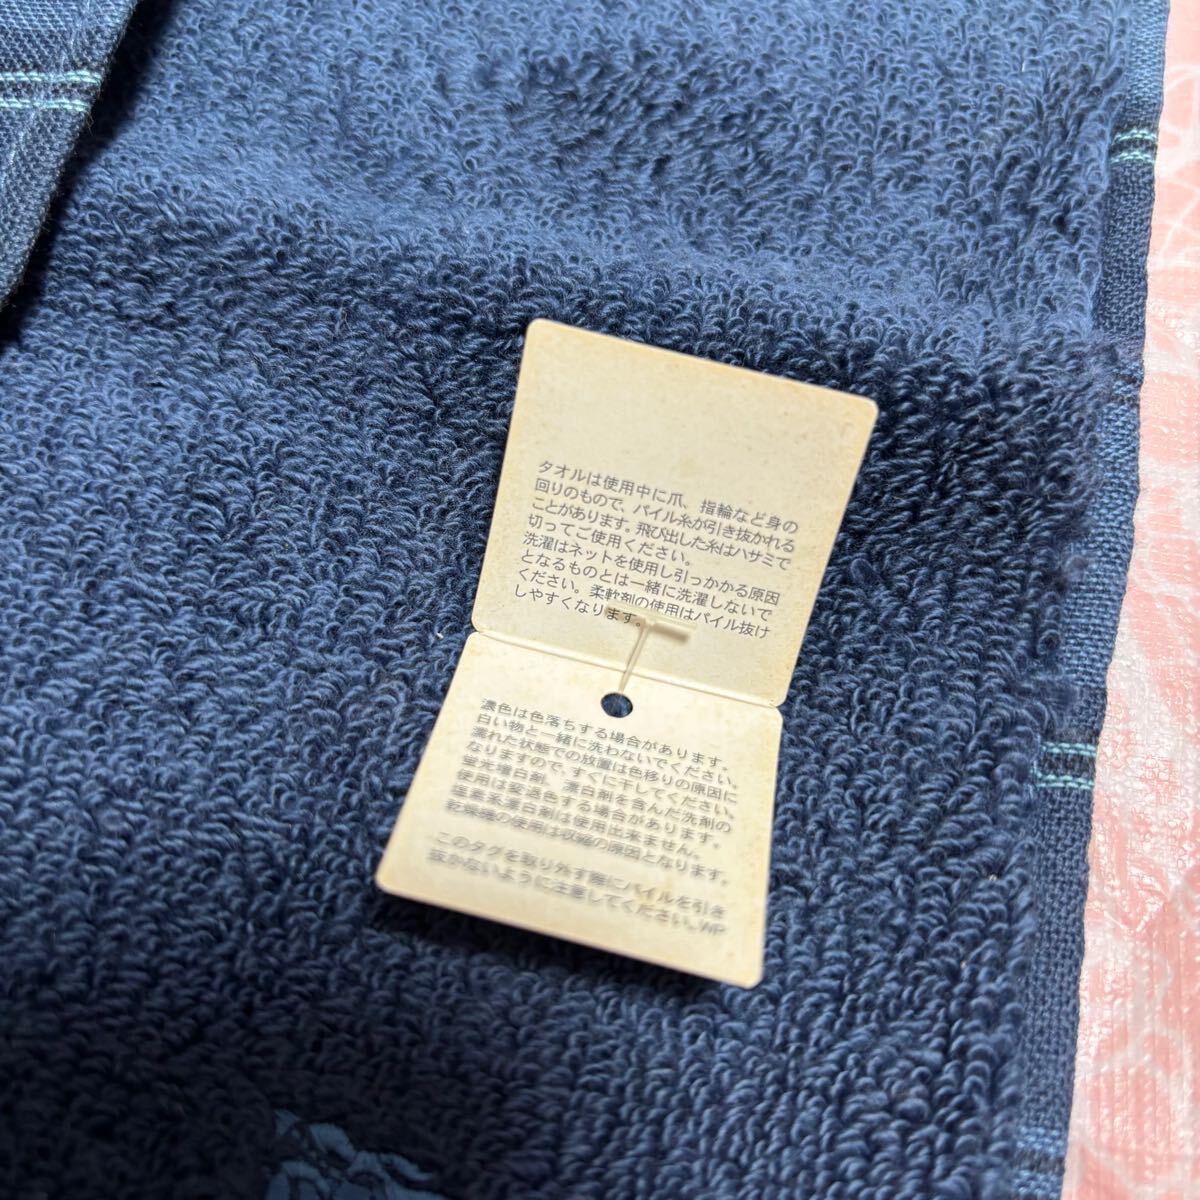 タオルは使用中に爪、指輪など身の
回りのもので、パイル糸が引き抜かれる
ことがあります。飛び出した糸はハサミで
切ってご使用ください。
洗濯はネットを使用し引っかかる原因
となるものとは一緒に洗濯しないで
ください。柔軟剤の使用はパイル抜け
しやすくなります。
濃色は色落ちする場合があります。
白い物と一緒に洗わないでください。
濡れた状態での放置は色移りの原因に
なりますので、すぐに干してください。
蛍光増白剤、漂白剤を含んだ洗剤の
使用は変退色する場合があります。
塩素系漂白剤は使用出来ません。
乾燥機の使用は収縮の原因となります。
このタグを取り外す際にパイルを引き
抜かないように注意してください。WP